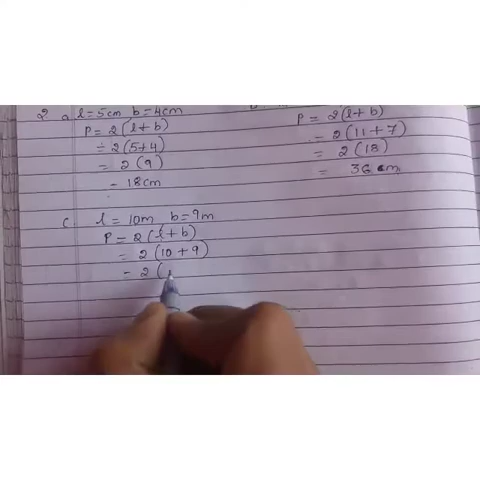 2 a. l = 5cm b = 4cm
P = 2(l+b)
= 2(5+4)
= 2(9)
= 18cm
P = 2(l+b)
= 2(11+7)
= 2(18)
= 36 cm
c. l = 10m b = 9m
P = 2(l+b)
= 2(10+9)
= 2(